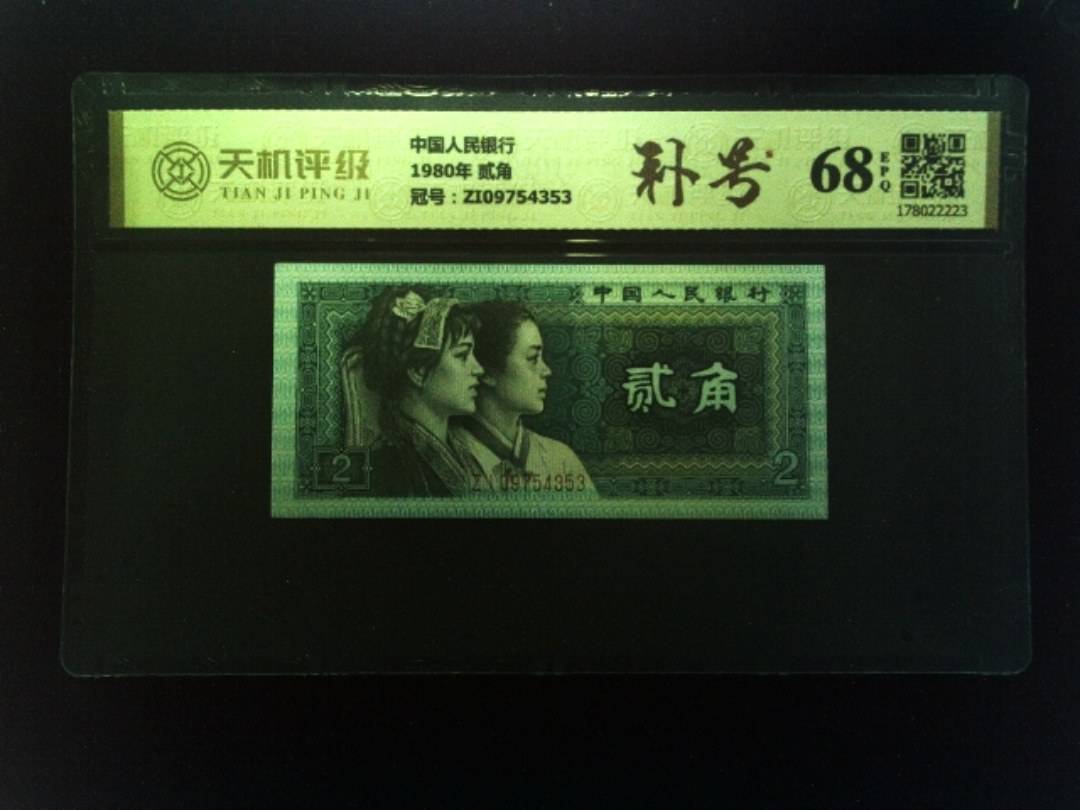 天机评级
TIAN JI PING JI
中国人民银行
1980年 贰角
冠号：ZI09754353
补号
68
EPQ
178022223
中国人民银行
贰角
2
ZI09754353
2